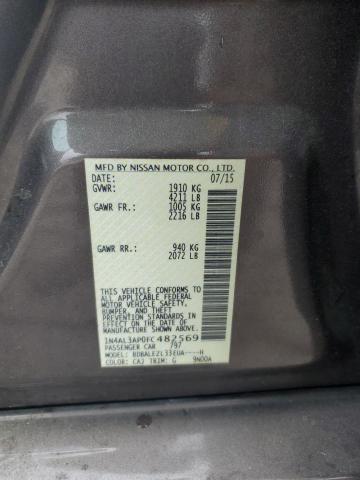 MFD BY NISSAN MOTOR CO., LTD.
DATE: 07/15
GVWR: 1910 KG
4211 LB
GAWR FR: 1005 KG
2216 LB
GAWR RR: 940 KG
2072 LB
THIS VEHICLE CONFORMS TO
ALL APPLICABLE FEDERAL
MOTOR VEHICLE SAFETY,
BUMPER, AND THEFT
PREVENTION STANDARDS
IN EFFECT ON THE DATE OF
MANUFACTURE SHOWN ABOVE.
1N4AL3AP0FC482569
PASSENGER CAR 797
MODEL: BDBALEZL33EUA----H
COLOR: CAJ TRIM: G 9N00A